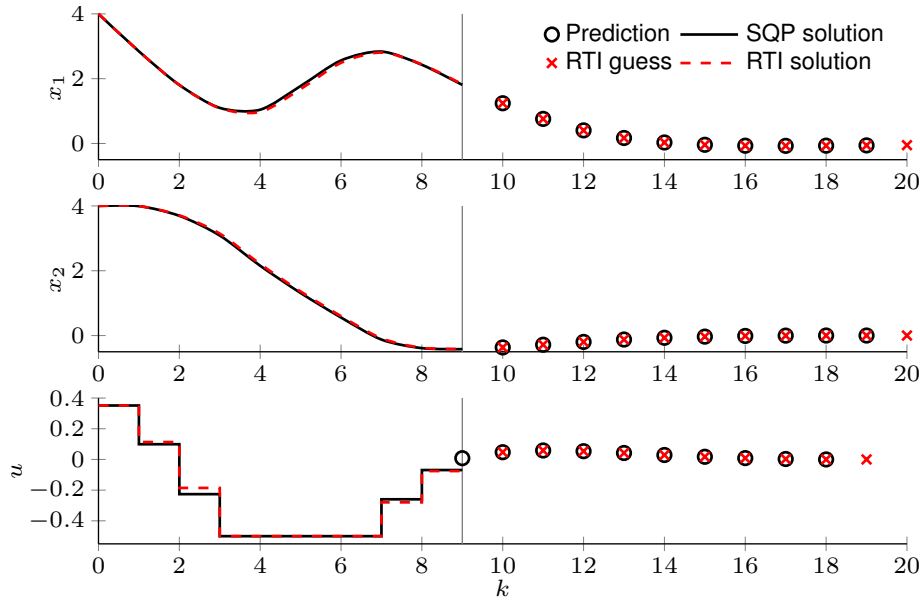 4
2
0
x₁
Prediction
SQP solution
RTI guess
RTI solution
0 2 4 6 8 10 12 14 16 18 20
4
2
0
x₂
0 2 4 6 8 10 12 14 16 18 20
0.4
0.2
0
−0.2
−0.4
u
0 2 4 6 8 10 12 14 16 18 20
k